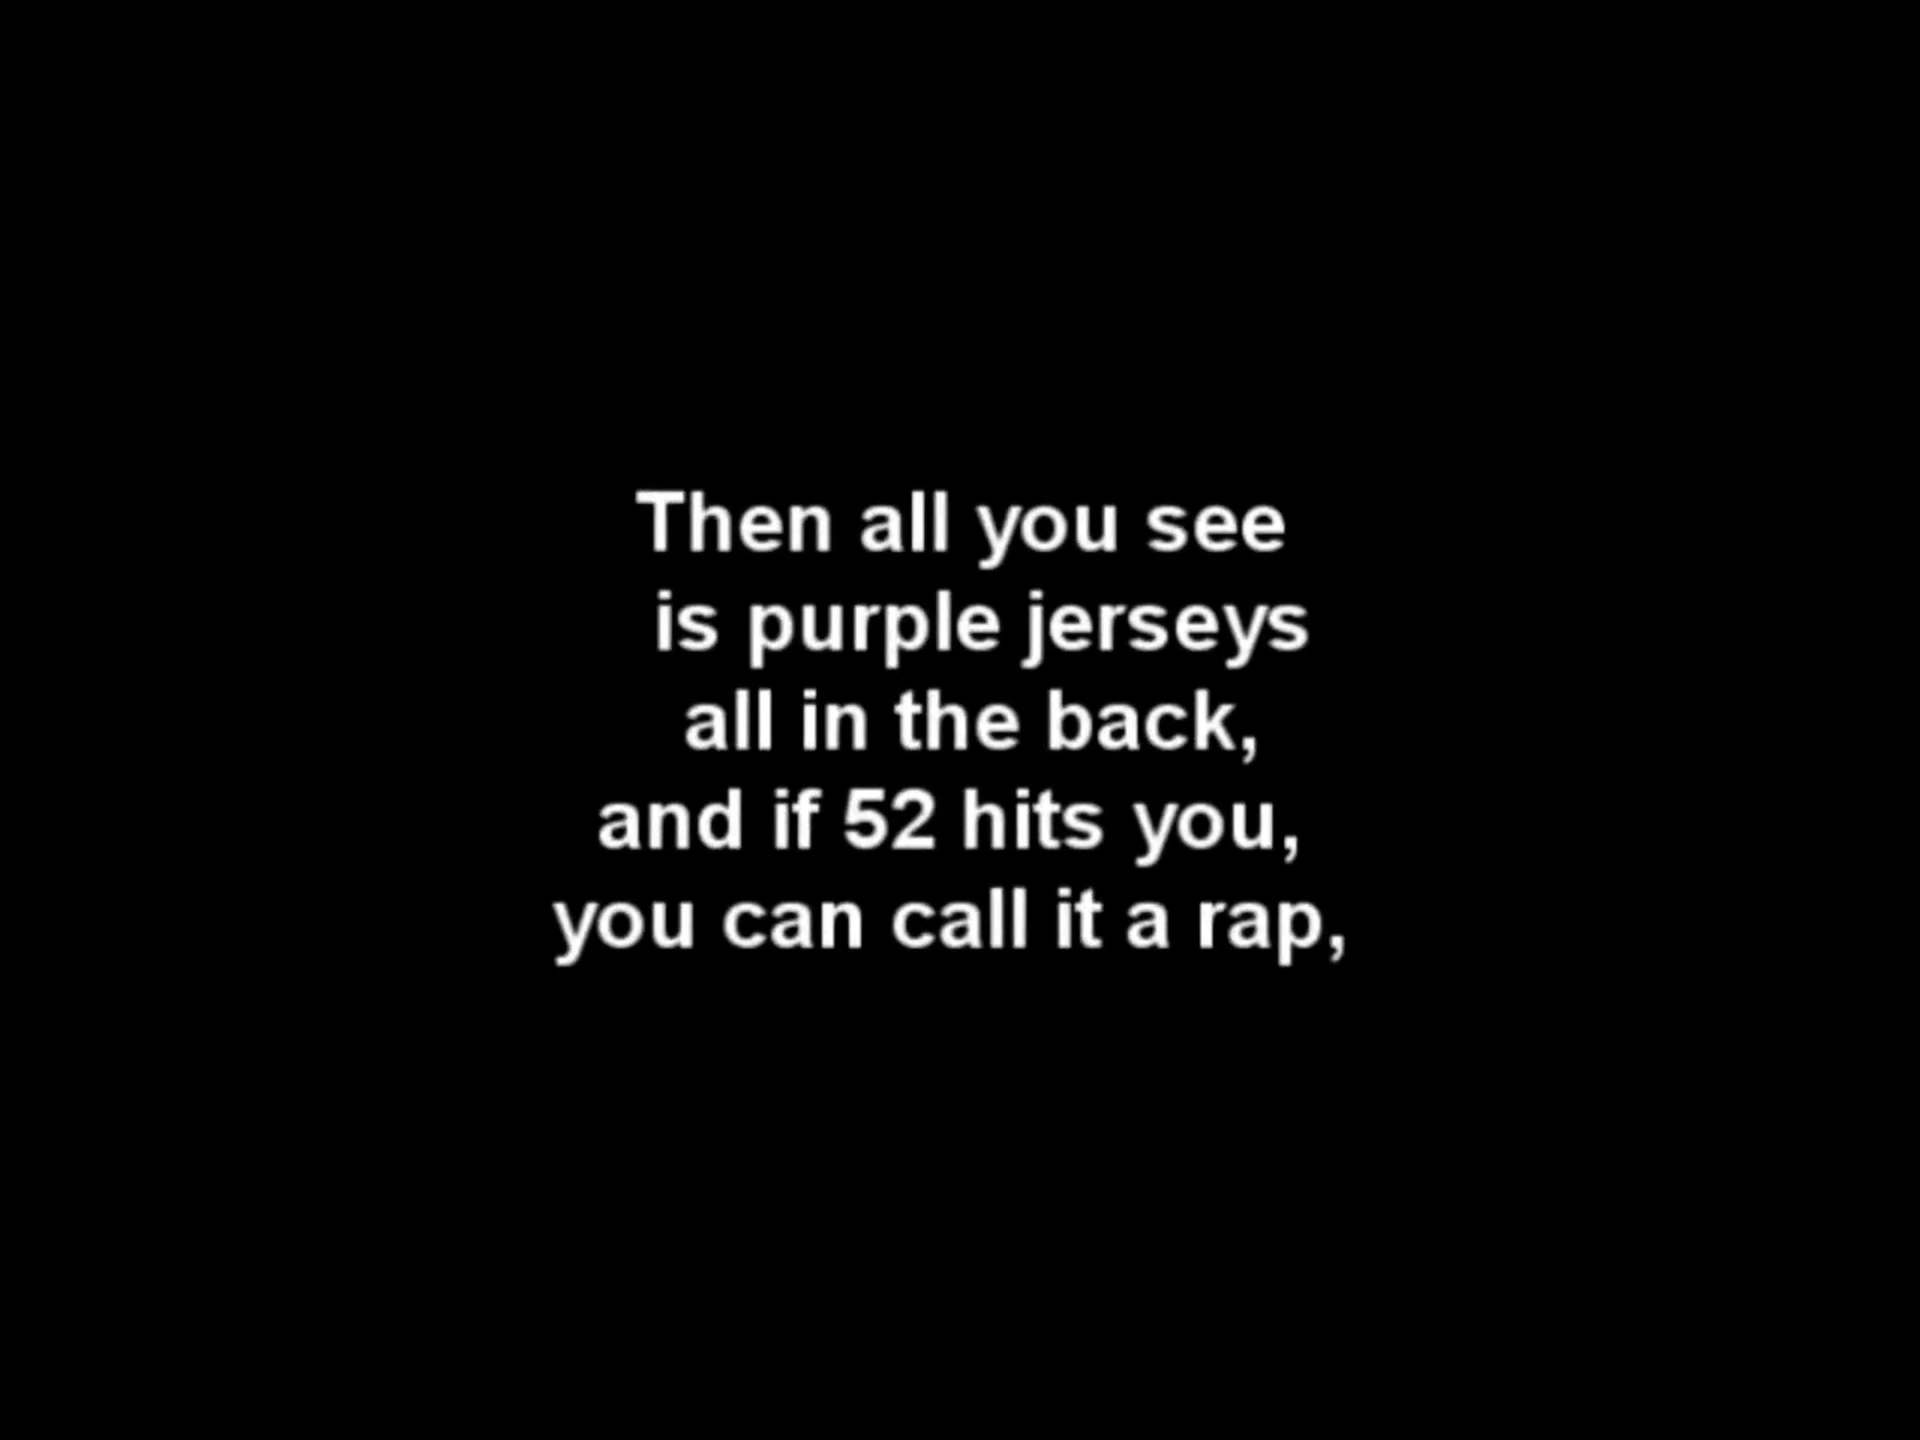 Then all you see
is purple jerseys
all in the back,
and if 52 hits you,
you can call it a rap,